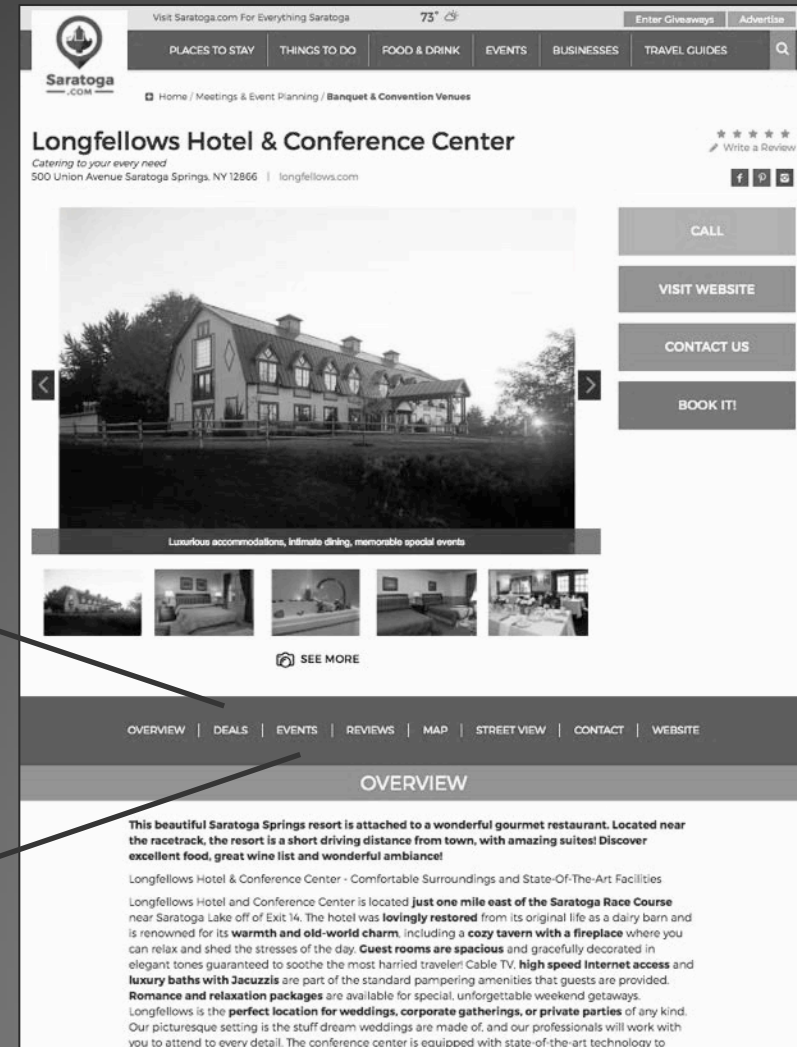 Visit Saratoga.com For Everything Saratoga
73°
Enter Giveaways
Advertise
Saratoga
.COM
PLACES TO STAY
THINGS TO DO
FOOD & DRINK
EVENTS
BUSINESSES
TRAVEL GUIDES
Home / Meetings & Event Planning / Banquet & Convention Venues
Longfellows Hotel & Conference Center
Write a Review
Catering to your every need
500 Union Avenue Saratoga Springs, NY 12866 | longfellows.com
CALL
VISIT WEBSITE
CONTACT US
BOOK IT!
Luxurious accommodations, intimate dining, memorable special events
SEE MORE
OVERVIEW | DEALS | EVENTS | REVIEWS | MAP | STREET VIEW | CONTACT | WEBSITE
OVERVIEW
This beautiful Saratoga Springs resort is attached to a wonderful gourmet restaurant. Located near
the racetrack, the resort is a short driving distance from town, with amazing suites! Discover
excellent food, great wine list and wonderful ambiance!
Longfellows Hotel & Conference Center - Comfortable Surroundings and State-Of-The-Art Facilities
Longfellows Hotel and Conference Center is located just one mile east of the Saratoga Race Course
near Saratoga Lake off of Exit 14. The hotel was lovingly restored from its original life as a dairy barn and
is renowned for its warmth and old-world charm, including a cozy tavern with a fireplace where you
can relax and shed the stresses of the day. Guest rooms are spacious and gracefully decorated in
elegant tones guaranteed to soothe the most harried traveler! Cable TV, high speed Internet access and
luxury baths with Jacuzzis are part of the standard pampering amenities that guests are provided.
Romance and relaxation packages are available for special, unforgettable weekend getaways.
Longfellows is the perfect location for weddings, corporate gatherings, or private parties of any kind.
Our picturesque setting is the stuff dream weddings are made of, and our professionals will work with
you to attend to every detail. The conference center is equipped with state-of-the-art technology to